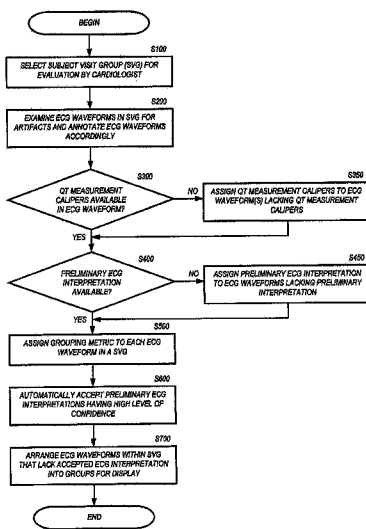 BEGIN
S100
SELECT SUBJECT VISIT GROUP (SVG) FOR
EVALUATION BY CARDIOLOGIST
S200
EXAMINE ECG WAVEFORMS IN SVG FOR
ARTIFACTS AND ANNOTATE ECG WAVEFORMS
ACCORDINGLY
S300
QT MEASUREMENT
CALIPERS AVAILABLE
IN ECG WAVEFORM?
NO
S350
ASSIGN QT MEASUREMENT CALIPERS TO ECG
WAVEFORM(S) LACKING QT MEASUREMENT
CALIPERS
YES
S400
PRELIMINARY ECG
INTERPRETATION
AVAILABLE?
NO
S450
ASSIGN PRELIMINARY ECG INTERPRETATION
TO ECG WAVEFORMS LACKING PRELIMINARY
INTERPRETATION
YES
S500
ASSIGN GROUPING METRIC TO EACH ECG
WAVEFORM IN A SVG
S600
AUTOMATICALLY ACCEPT PRELIMINARY ECG
INTERPRETATIONS HAVING HIGH LEVEL OF
CONFIDENCE
S700
ARRANGE ECG WAVEFORMS WITHIN SVG
THAT LACK ACCEPTED ECG INTERPRETATION
INTO GROUPS FOR DISPLAY
END